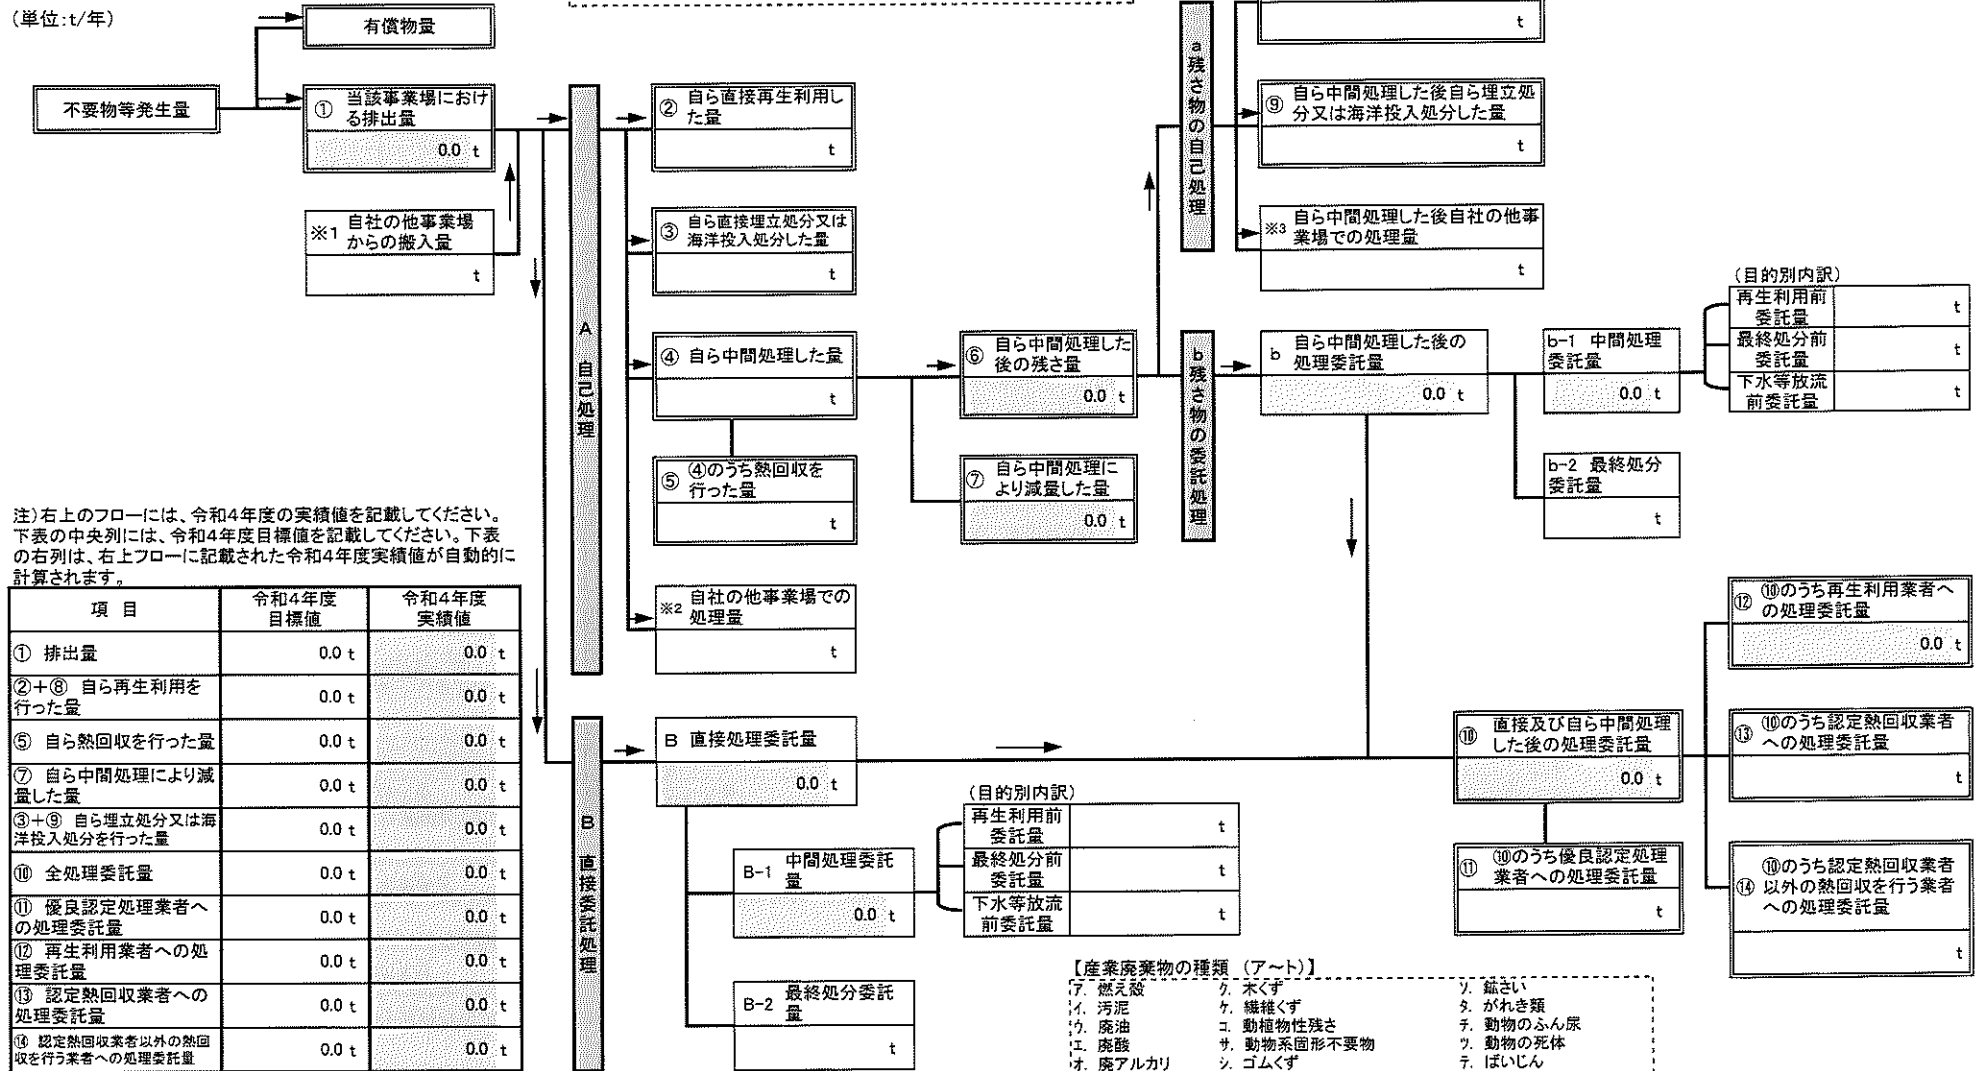 (単位:t/年)
有償物量
不要物等発生量
① 当該事業場におけ
る排出量
0.0 t
※1 自社の他事業場
からの搬入量
t
A 自己処理
② 自ら直接再生利用し
た量
t
③ 自ら直接埋立処分又は
海洋投入処分した量
t
④ 自ら中間処理した量
t
⑤ ④のうち熱回収を
行った量
t
※2 自社の他事業場での
処理量
t
⑥ 自ら中間処理した
後の残さ量
0.0 t
⑦ 自ら中間処理に
より減量した量
0.0 t
a 残さ物の自己処理
t
⑨ 自ら中間処理した後自ら埋立処
分又は海洋投入処分した量
t
※3 自ら中間処理した後自社の他事
業場での処理量
t
b 残さ物の委託処理
b 自ら中間処理した後の
処理委託量
0.0 t
b-1 中間処理
委託量
0.0 t
(目的別内訳)
再生利用前
委託量
t
最終処分前
委託量
t
下水等放流
前委託量
t
b-2 最終処分
委託量
t
注)右上のフローには、令和4年度の実績値を記載してください。
下表の中央列には、令和4年度目標値を記載してください。下表
の右列は、右上フローに記載された令和4年度実績値が自動的に
計算されます。
項 目 令和4年度 目標値 令和4年度 実績値
① 排出量 0.0 t 0.0 t
②+⑧ 自ら再生利用を
行った量 0.0 t 0.0 t
⑤ 自ら熱回収を行った量 0.0 t 0.0 t
⑦ 自ら中間処理により減
量した量 0.0 t 0.0 t
③+⑨ 自ら埋立処分又は海
洋投入処分を行った量 0.0 t 0.0 t
⑩ 全処理委託量 0.0 t 0.0 t
⑪ 優良認定処理業者へ
の処理委託量 0.0 t 0.0 t
⑫ 再生利用業者への処
理委託量 0.0 t 0.0 t
⑬ 認定熱回収業者への
処理委託量 0.0 t 0.0 t
⑭ 認定熱回収業者以外の熱回
収を行う業者への処理委託量 0.0 t 0.0 t
B 直接委託処理
B 直接処理委託量
0.0 t
B-1 中間処理委託
量
0.0 t
(目的別内訳)
再生利用前
委託量
t
最終処分前
委託量
t
下水等放流
前委託量
t
B-2 最終処分委託
量
t
⑩ 直接及び自ら中間処理
した後の処理委託量
0.0 t
⑪ ⑩のうち優良認定処理
業者への処理委託量
t
⑫ ⑩のうち再生利用業者へ
の処理委託量
0.0 t
⑬ ⑩のうち認定熱回収業者
への処理委託量
t
⑭ ⑩のうち認定熱回収業者
以外の熱回収を行う業者
への処理委託量
t
【産業廃棄物の種類 (ア~ト)】
ア. 燃え殻 ク. 木くず ソ. 鉱さい
イ. 汚泥 ケ. 繊維くず タ. がれき類
ウ. 廃油 コ. 動植物性残さ チ. 動物のふん尿
エ. 廃酸 サ. 動物系固形不要物 ツ. 動物の死体
オ. 廃アルカリ シ. ゴムくず テ. ばいじん